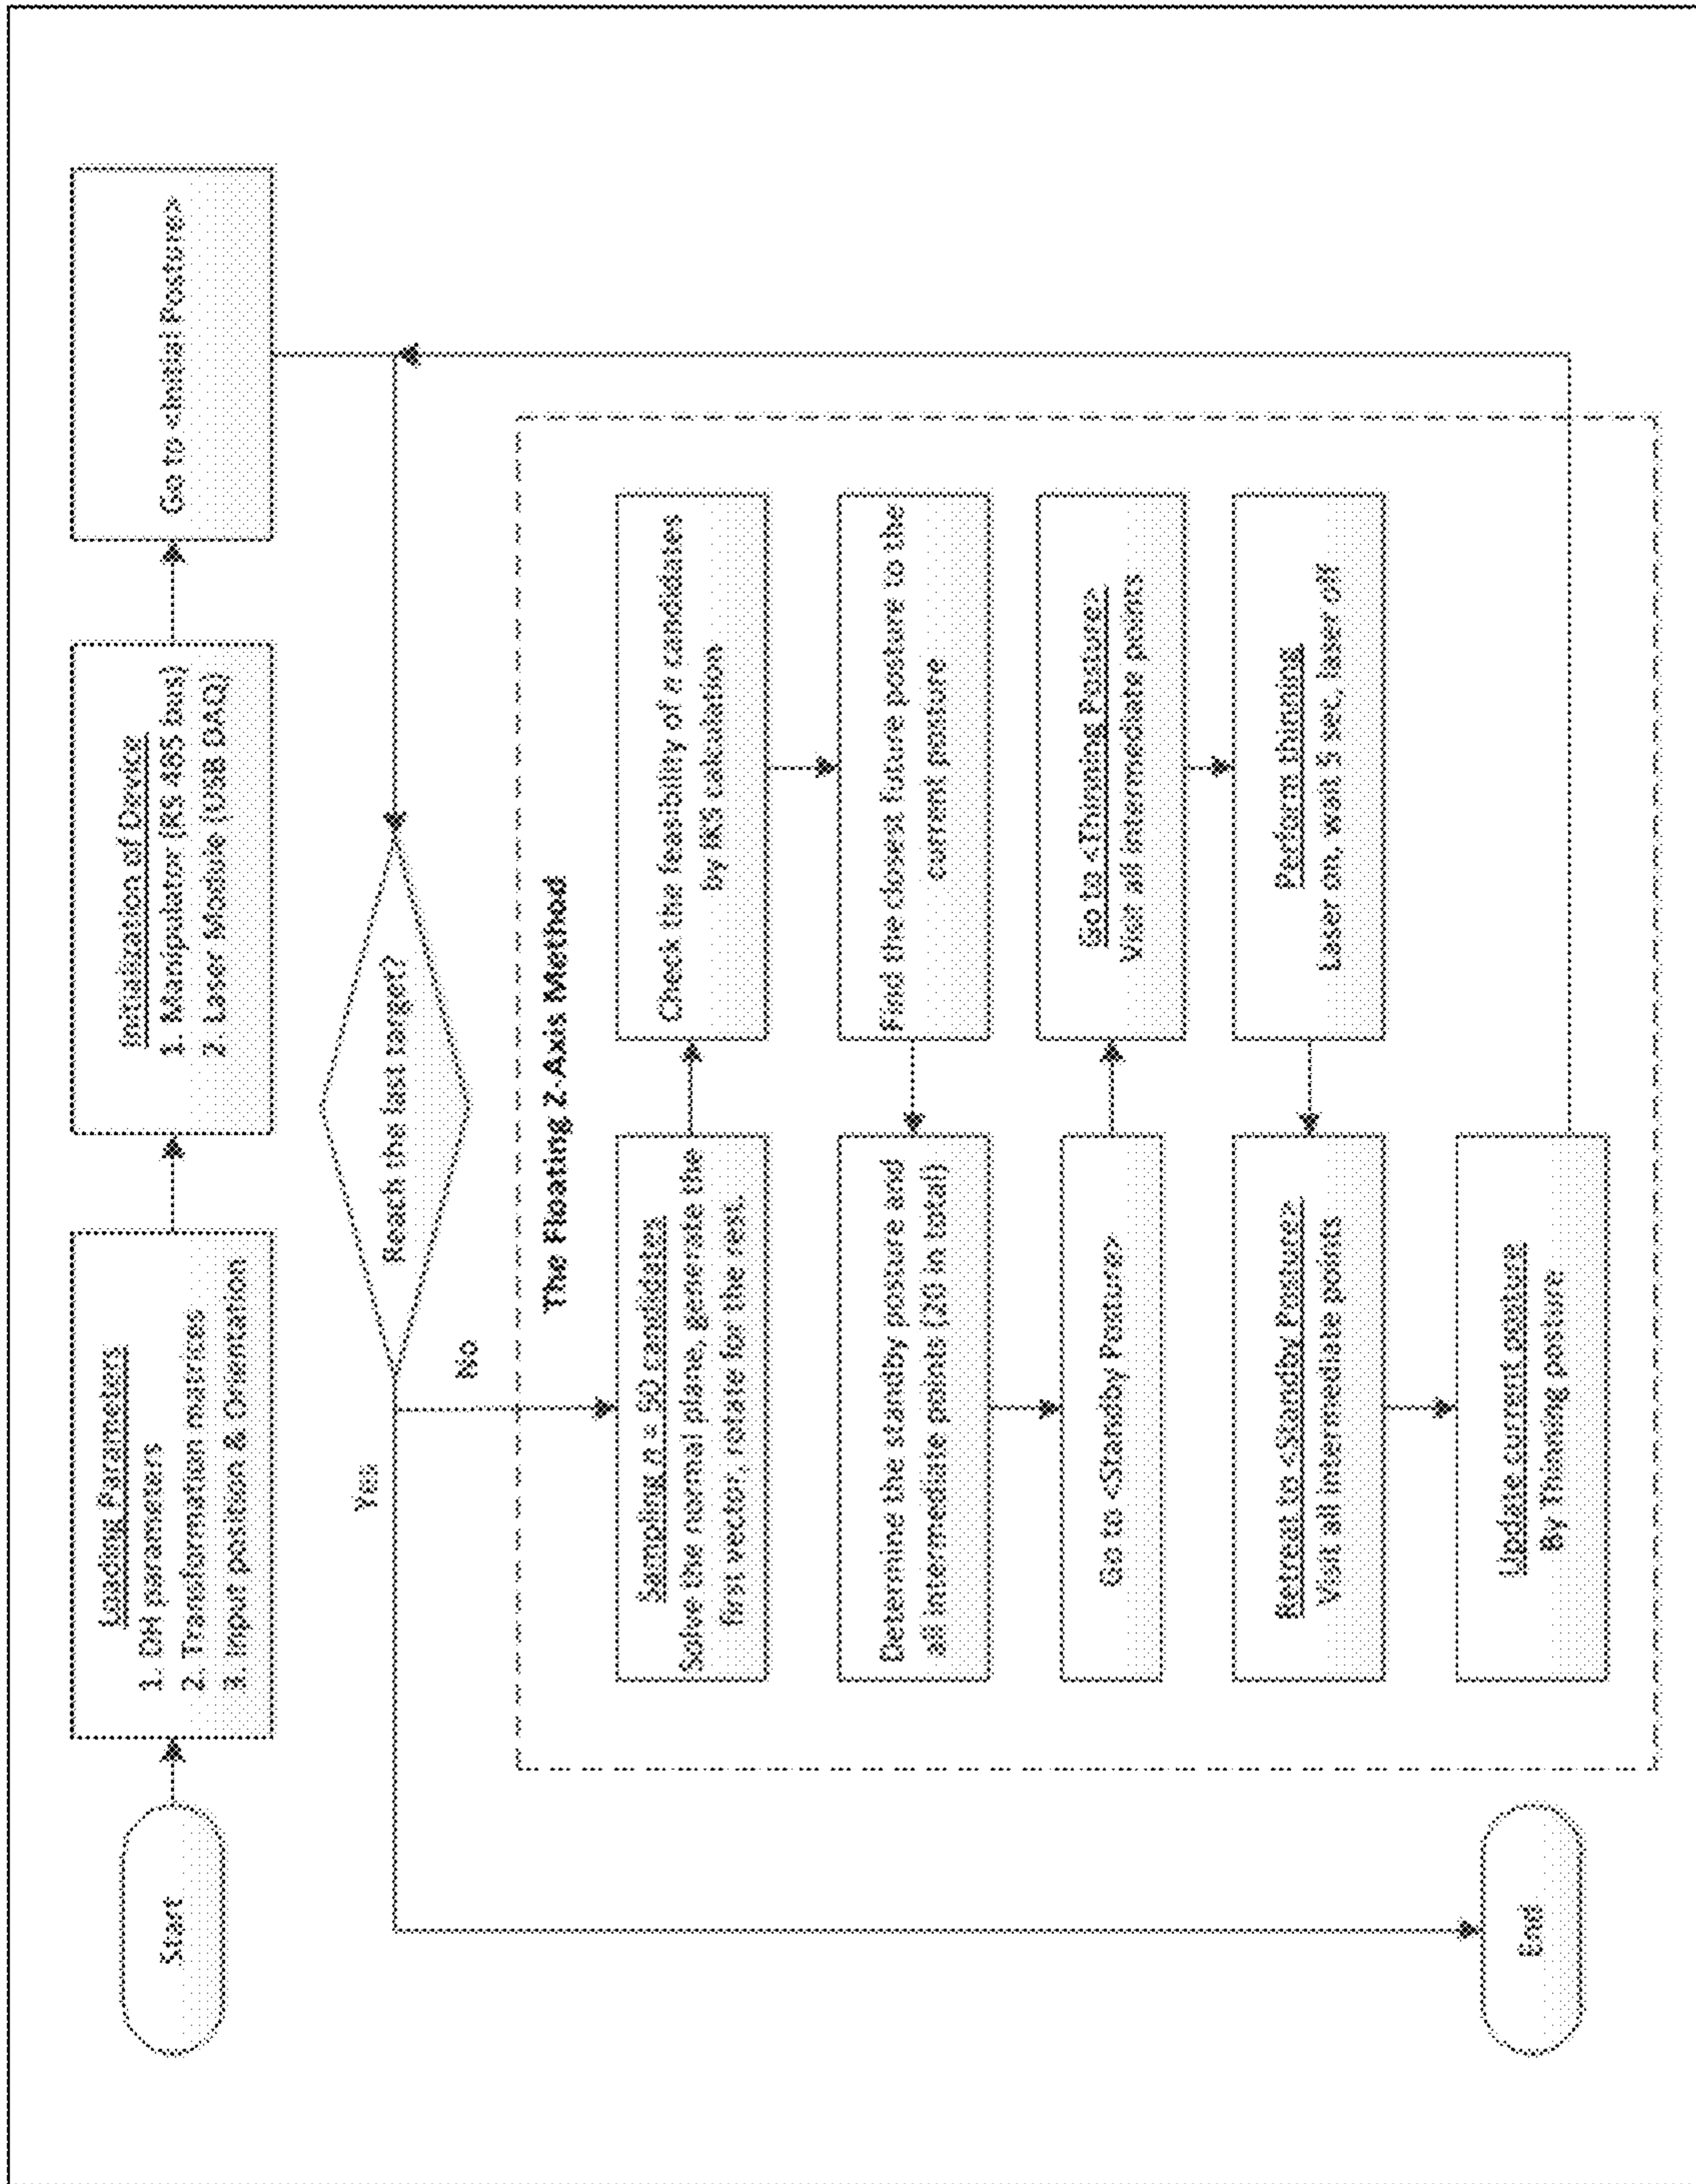 Start
Loading Parameters
1. DH parameters
2. Transformation matrices
3. Input position & Orientation
Initialization of Device
1. Manipulator (RS 485 bus)
2. Laser Module (USB DAQ)
Go to <Initial Posture>
Reach the last target?
Yes
No
The Floating Z-Axis Method
Sampling n = 90 candidates
Solve the normal plane, generate the
first vector, rotate for the rest.
Check the feasibility of n candidates
by IKS calculation
Find the closest future posture to the
current posture
Determine the standby posture and
all intermediate points (20 in total)
Go to <Standby Posture>
Go to <Thinning Posture>
Visit all intermediate points
Perform thinning
Laser on, wait 5 sec, laser off
Retreat to <Standby Posture>
Visit all intermediate points
Update current posture
By Thinning posture
End